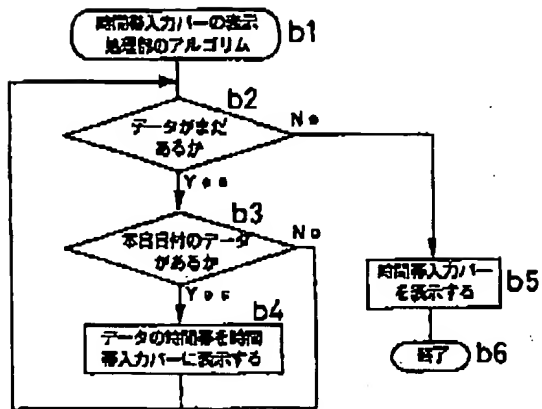 時間帯入力バーの表示
処理部のアルゴリズム
b1
b2
データがまだ
あるか
No
Yes
b3
本日日付のデータ
があるか
No
Yes
b4
データの時間帯を時間
帯入力バーに表示する
時間帯入力バー
を表示する
b5
終了
b6